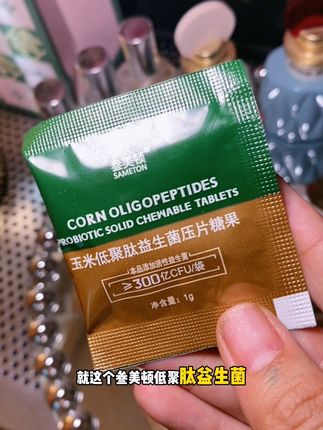 叁美顿
SAMETON
CORN OLIGOPEPTIDES
PROBIOTIC SOLID CHEWABLE TABLETS
玉米低聚肽益生菌压片糖果
本品添加活性益生菌
≥300亿CFU/袋
净含量：1g
就这个叁美顿低聚肽益生菌